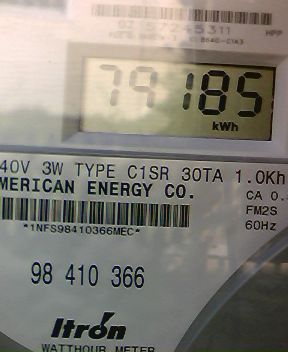 79185
kWh
40V 3W TYPE C1SR 30TA 1.0Kh
MERICAN ENERGY CO.
CA 0.
FM2S
*1NFS98410366MEC*
60Hz
98 410 366
Itron
WATTHOUR METER